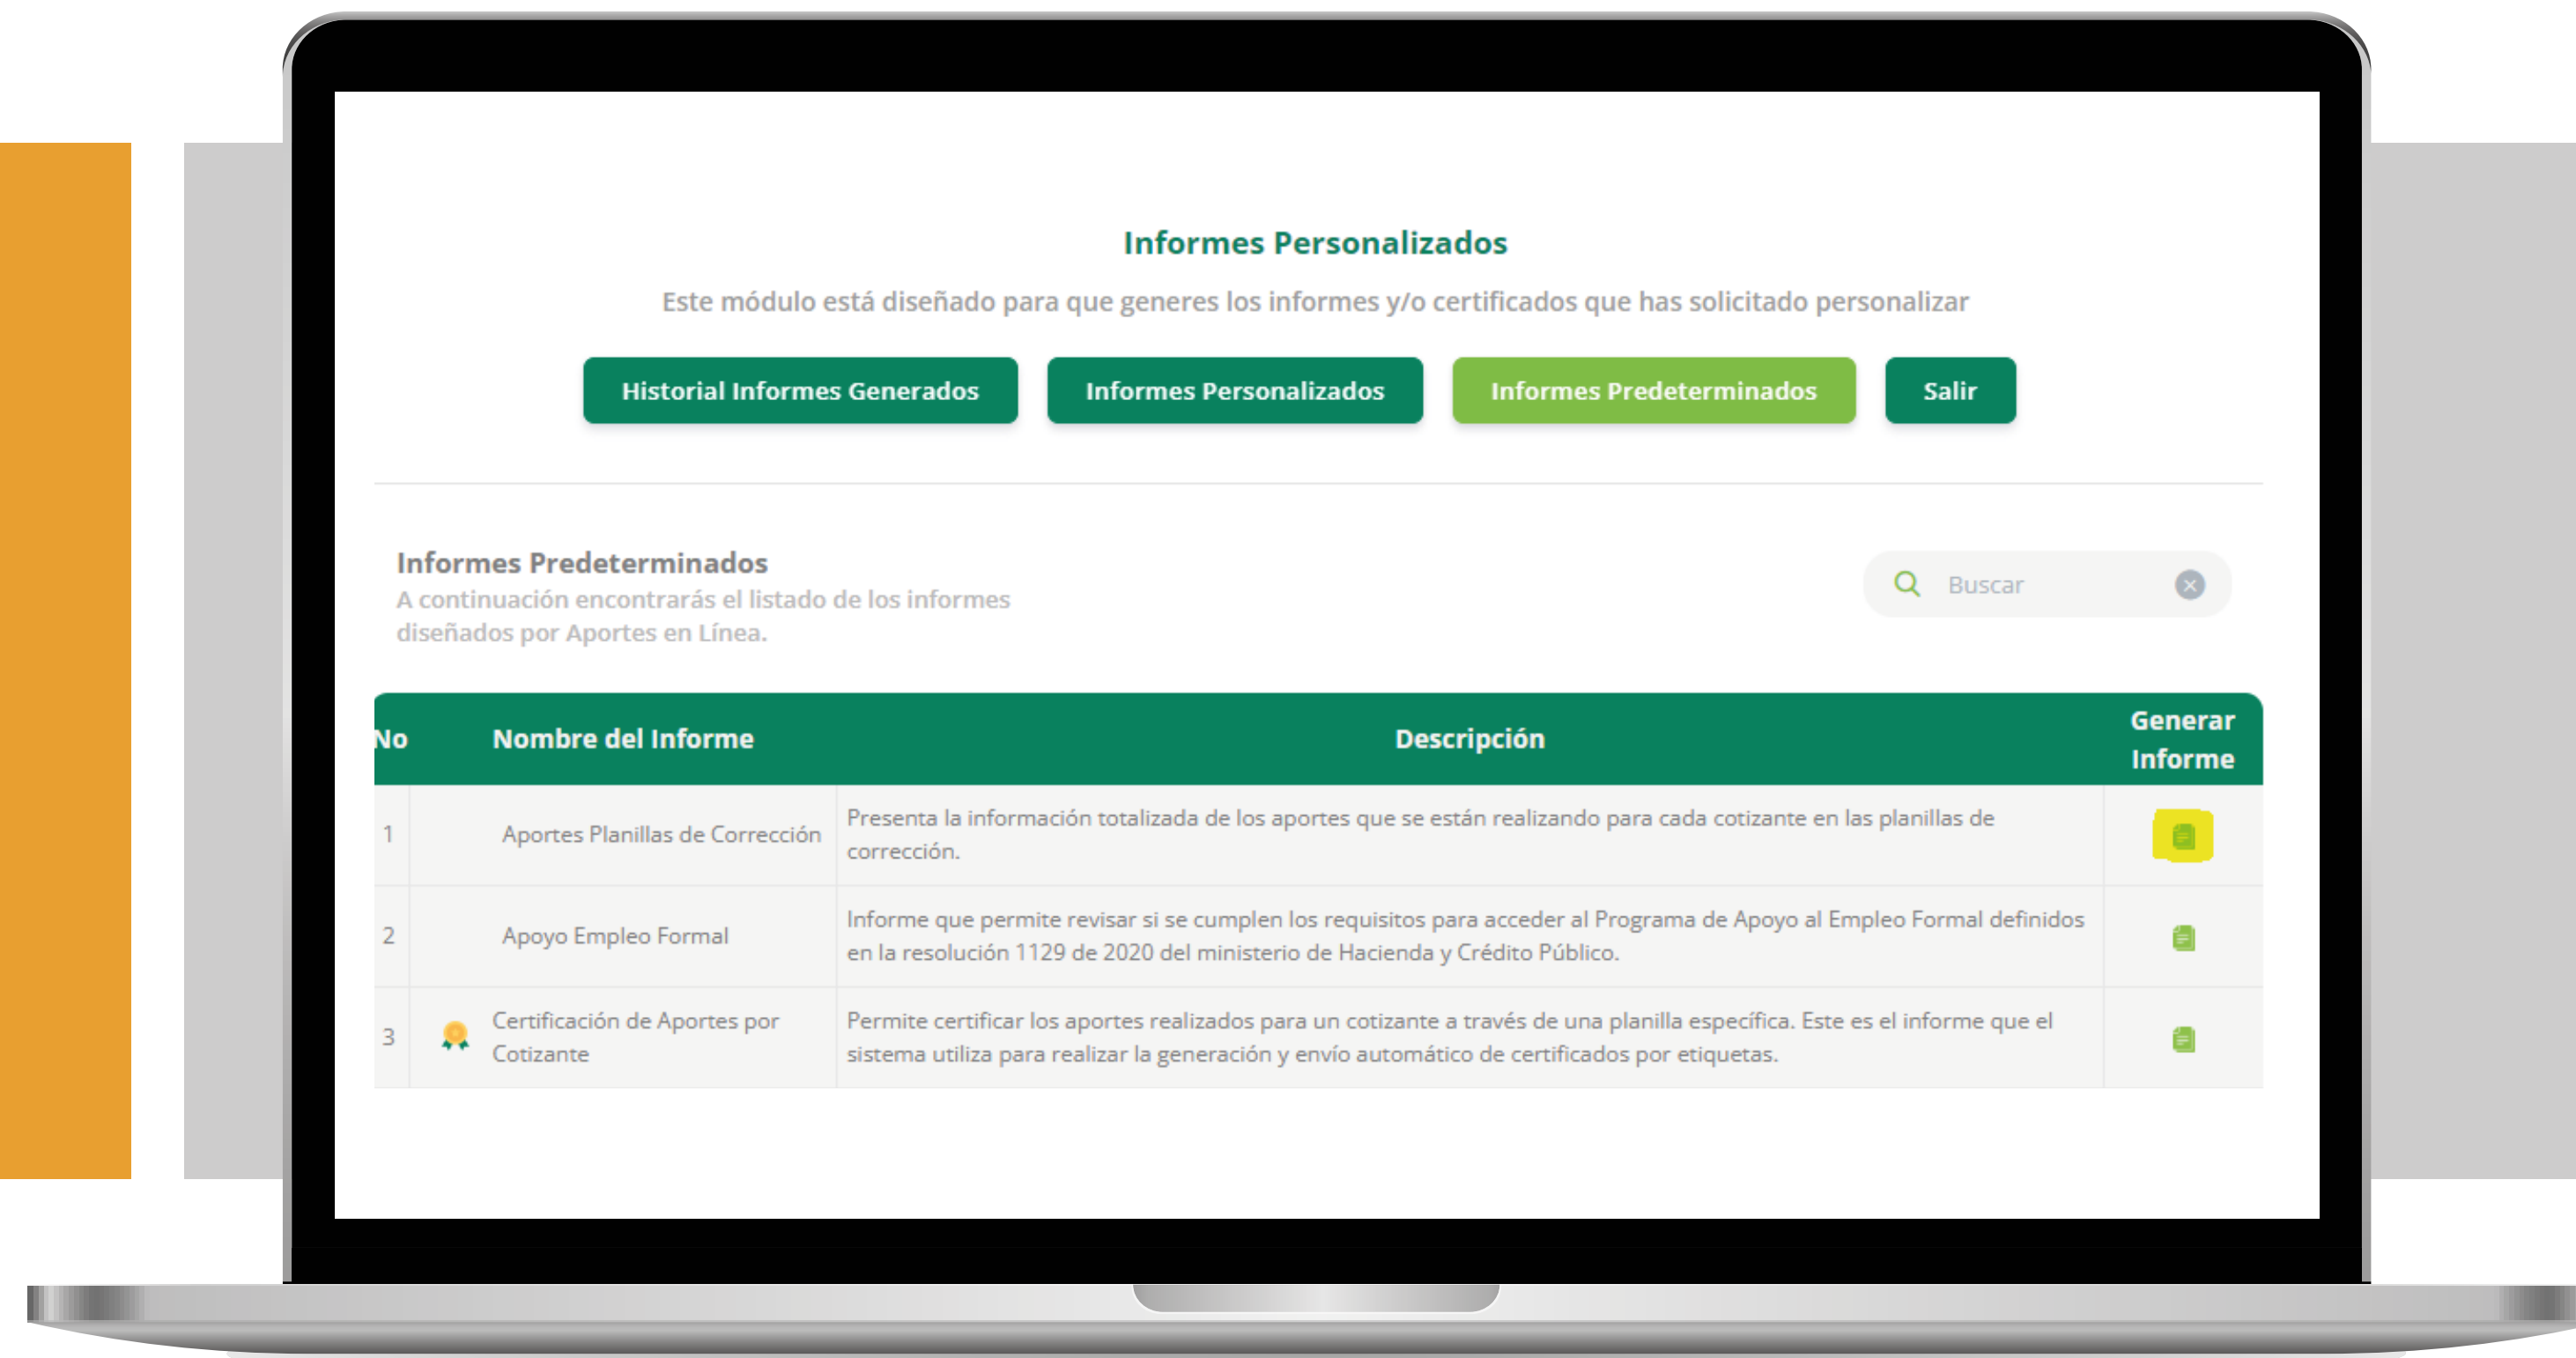 Informes Personalizados
Este módulo está diseñado para que generes los informes y/o certificados que has solicitado personalizar
Historial Informes Generados
Informes Personalizados
Informes Predeterminados
Salir
Informes Predeterminados
A continuación encontrarás el listado de los informes
diseñados por Aportes en Línea.
Buscar
No
Nombre del Informe
Descripción
Generar
Informe
1
Aportes Planillas de Corrección
Presenta la información totalizada de los aportes que se están realizando para cada cotizante en las planillas de
corrección.
2
Apoyo Empleo Formal
Informe que permite revisar si se cumplen los requisitos para acceder al Programa de Apoyo al Empleo Formal definidos
en la resolución 1129 de 2020 del ministerio de Hacienda y Crédito Público.
3
Certificación de Aportes por
Cotizante
Permite certificar los aportes realizados para un cotizante a través de una planilla específica. Este es el informe que el
sistema utiliza para realizar la generación y envío automático de certificados por etiquetas.